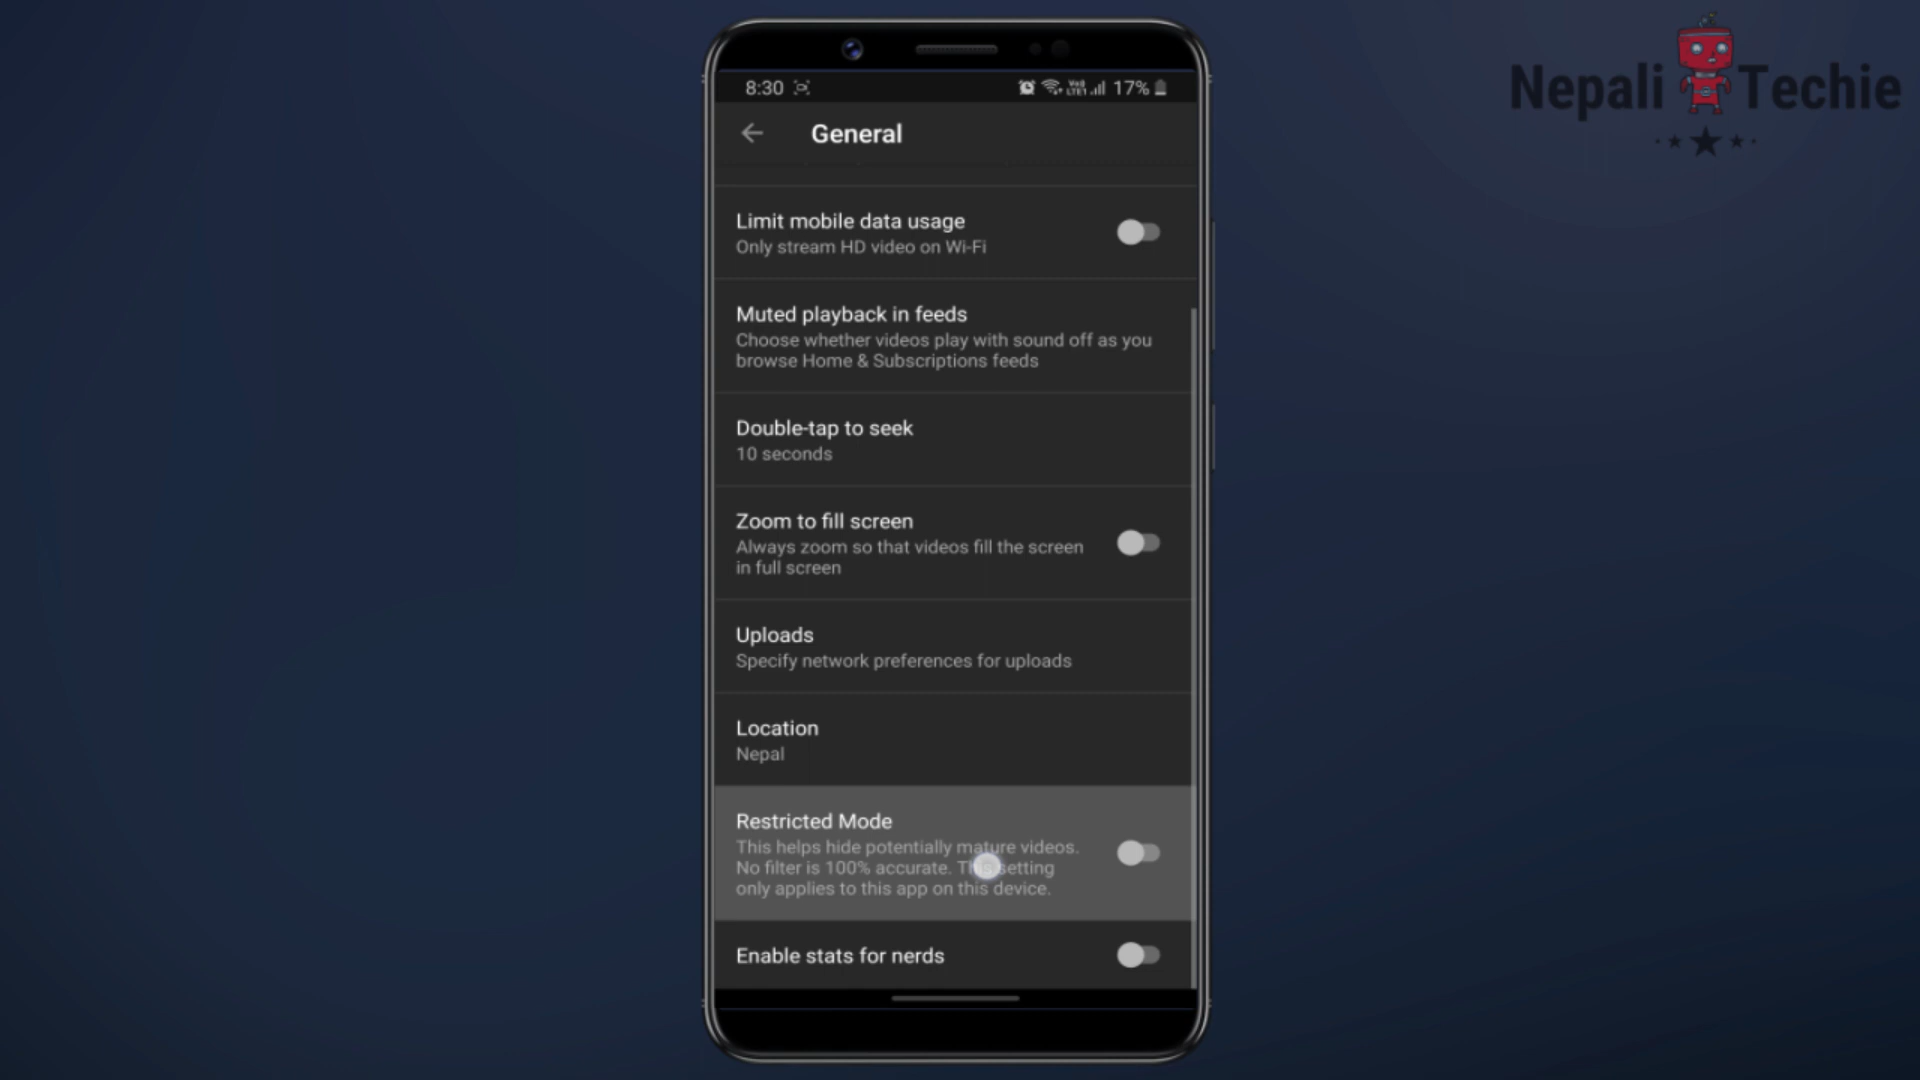 Nepali Techie
8:30
17%
General
Limit mobile data usage
Only stream HD video on Wi-Fi
Muted playback in feeds
Choose whether videos play with sound off as you
browse Home & Subscriptions feeds
Double-tap to seek
10 seconds
Zoom to fill screen
Always zoom so that videos fill the screen
in full screen
Uploads
Specify network preferences for uploads
Location
Nepal
Restricted Mode
This helps hide potentially mature videos.
No filter is 100% accurate. This setting
only applies to this app on this device.
Enable stats for nerds